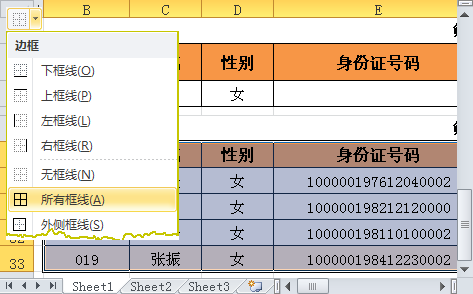 B C D E
边框
下框线(O)
上框线(P)
左框线(L)
右框线(R)
无框线(N)
所有框线(A)
外侧框线(S)
性别 身份证号码
女
性别 身份证号码
女 100000197612040002
女 100000198212120000
女 100000198110100002
33 019 张振 女 100000198412230002
Sheet1 Sheet2 Sheet3